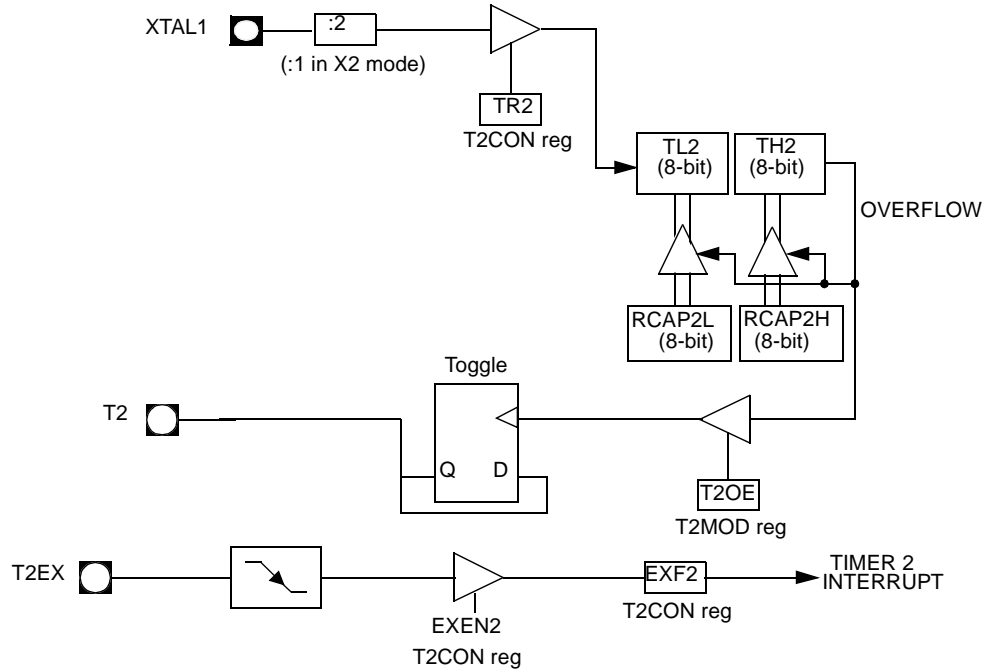 XTAL1
:2
(:1 in X2 mode)
TR2
T2CON reg
TL2
(8-bit)
TH2
(8-bit)
OVERFLOW
RCAP2L
(8-bit)
RCAP2H
(8-bit)
Toggle
T2
Q
D
T2OE
T2MOD reg
T2EX
EXEN2
T2CON reg
EXF2
T2CON reg
TIMER 2
INTERRUPT